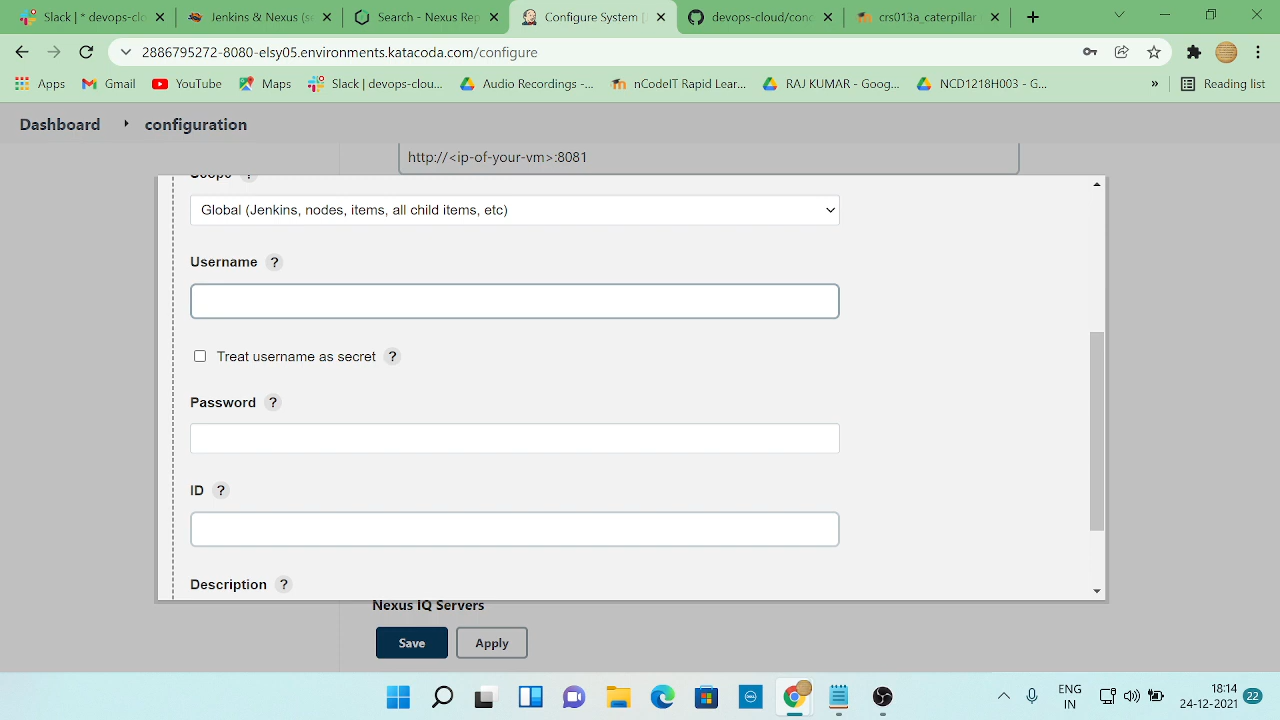 Slack | * devops-clo
Jenkins & Nexus (so
Search - Nexus Rep
Configure System [
devops-cloud/conc
crs013a_caterpillar
2886795272-8080-elsy05.environments.katacoda.com/configure
Apps
Gmail
YouTube
Maps
Slack | devops-clou...
Audio Recordings -...
nCodeIT Rapid Lear...
RAJ KUMAR - Goog...
NCD1218H003 - G...
»
Reading list
Dashboard
configuration
http://<ip-of-your-vm>:8081
Scope ?
Global (Jenkins, nodes, items, all child items, etc)
Username ?
Treat username as secret ?
Password ?
ID ?
Description ?
Nexus IQ Servers
Save
Apply
ENG
IN
18:14
24-12-2021
22